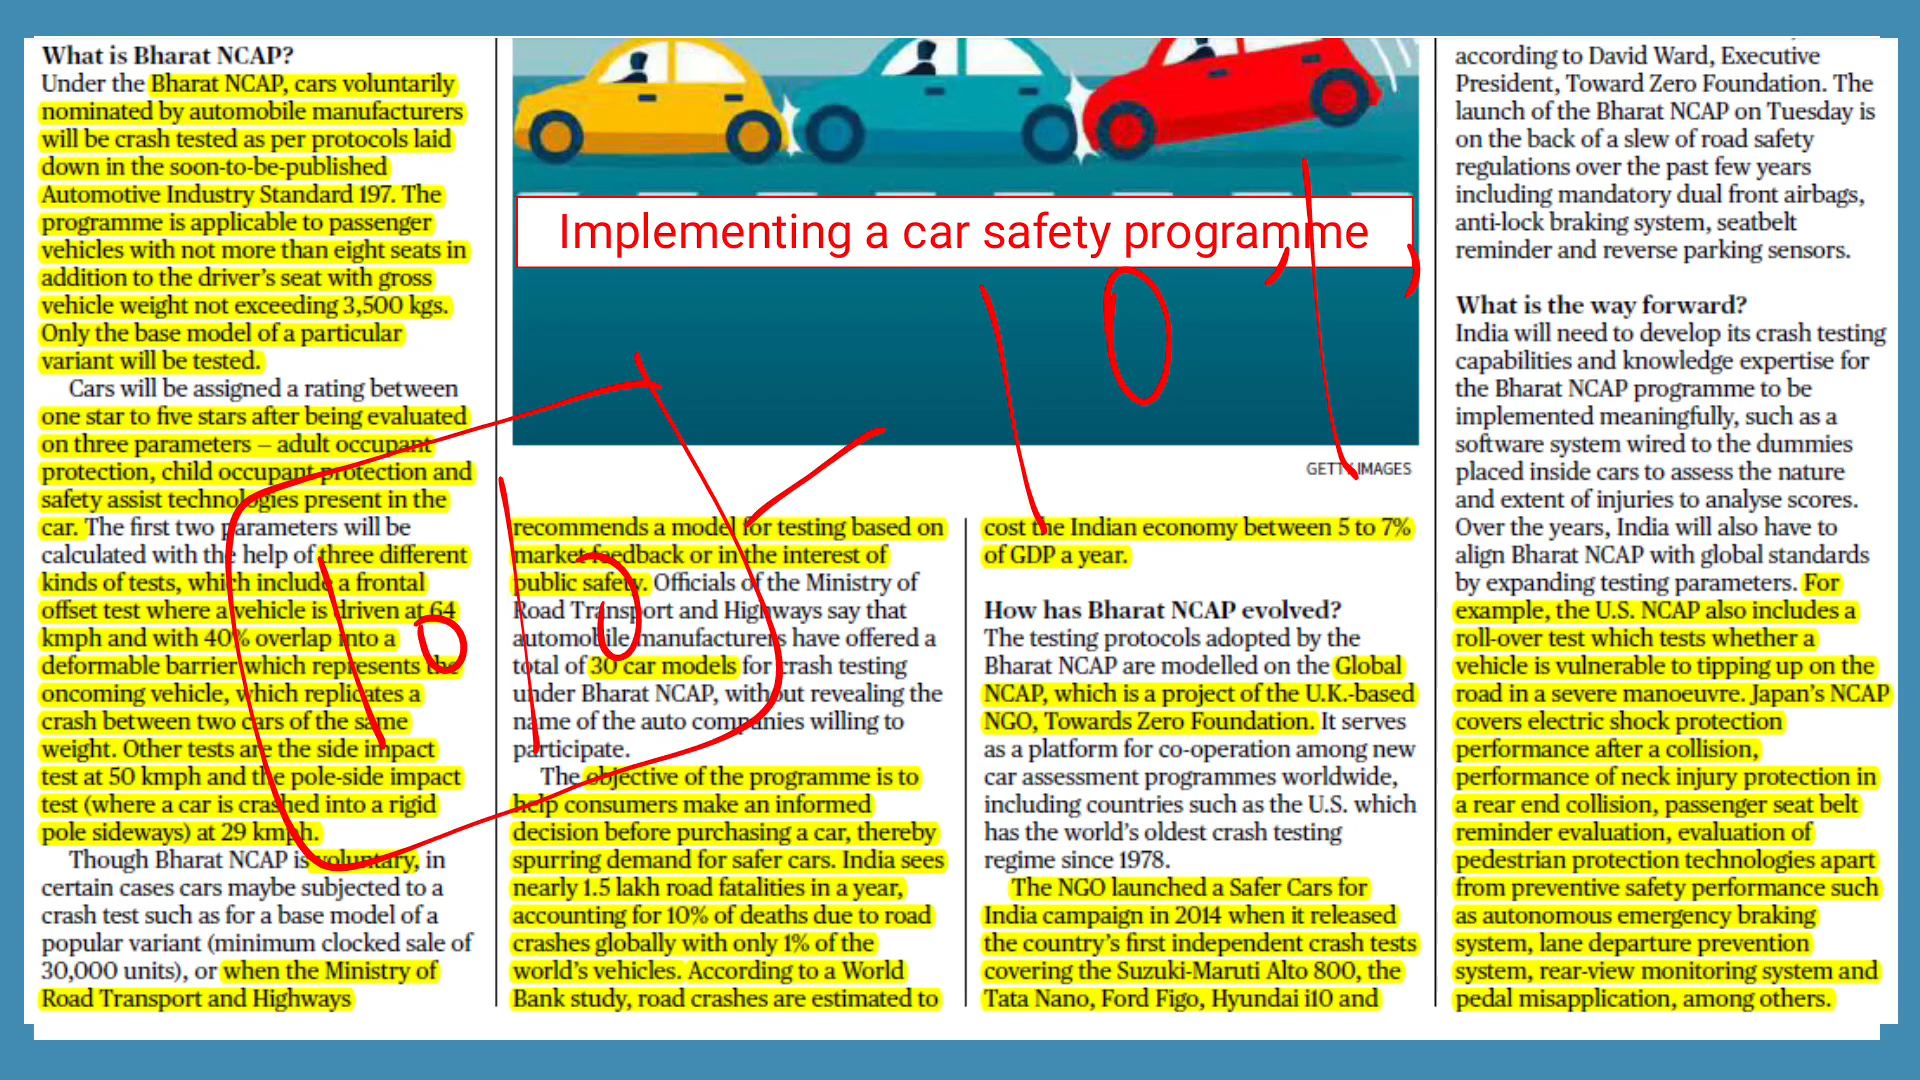 What is Bharat NCAP?
Under the Bharat NCAP, cars voluntarily
nominated by automobile manufacturers
will be crash tested as per protocols laid
down in the soon-to-be-published
Automotive Industry Standard 197. The
programme is applicable to passenger
vehicles with not more than eight seats in
addition to the driver's seat with gross
vehicle weight not exceeding 3,500 kgs.
Only the base model of a particular
variant will be tested.
Cars will be assigned a rating between
one star to five stars after being evaluated
on three parameters – adult occupant
protection, child occupant protection and
safety assist technologies present in the
car. The first two parameters will be
calculated with the help of three different
kinds of tests, which include a frontal
offset test where a vehicle is driven at 64
kmph and with 40% overlap into a
deformable barrier which represents the
oncoming vehicle, which replicates a
crash between two cars of the same
weight. Other tests are the side impact
test at 50 kmph and the pole-side impact
test (where a car is crashed into a rigid
pole sideways) at 29 kmph.
Though Bharat NCAP is voluntary, in
certain cases cars maybe subjected to a
crash test such as for a base model of a
popular variant (minimum clocked sale of
30,000 units), or when the Ministry of
Road Transport and Highways
Implementing a car safety programme
GETTY IMAGES
recommends a model for testing based on
market feedback or in the interest of
public safety. Officials of the Ministry of
Road Transport and Highways say that
automobile manufacturers have offered a
total of 30 car models for crash testing
under Bharat NCAP, without revealing the
name of the auto companies willing to
participate.
The objective of the programme is to
help consumers make an informed
decision before purchasing a car, thereby
spurring demand for safer cars. India sees
nearly 1.5 lakh road fatalities in a year,
accounting for 10% of deaths due to road
crashes globally with only 1% of the
world's vehicles. According to a World
Bank study, road crashes are estimated to
cost the Indian economy between 5 to 7%
of GDP a year.
How has Bharat NCAP evolved?
The testing protocols adopted by the
Bharat NCAP are modelled on the Global
NCAP, which is a project of the U.K.-based
NGO, Towards Zero Foundation. It serves
as a platform for co-operation among new
car assessment programmes worldwide,
including countries such as the U.S. which
has the world's oldest crash testing
regime since 1978.
The NGO launched a Safer Cars for
India campaign in 2014 when it released
the country's first independent crash tests
covering the Suzuki-Maruti Alto 800, the
Tata Nano, Ford Figo, Hyundai i10 and
according to David Ward, Executive
President, Toward Zero Foundation. The
launch of the Bharat NCAP on Tuesday is
on the back of a slew of road safety
regulations over the past few years
including mandatory dual front airbags,
anti-lock braking system, seatbelt
reminder and reverse parking sensors.
What is the way forward?
India will need to develop its crash testing
capabilities and knowledge expertise for
the Bharat NCAP programme to be
implemented meaningfully, such as a
software system wired to the dummies
placed inside cars to assess the nature
and extent of injuries to analyse scores.
Over the years, India will also have to
align Bharat NCAP with global standards
by expanding testing parameters. For
example, the U.S. NCAP also includes a
roll-over test which tests whether a
vehicle is vulnerable to tipping up on the
road in a severe manoeuvre. Japan's NCAP
covers electric shock protection
performance after a collision,
performance of neck injury protection in
a rear end collision, passenger seat belt
reminder evaluation, evaluation of
pedestrian protection technologies apart
from preventive safety performance such
as autonomous emergency braking
system, lane departure prevention
system, rear-view monitoring system and
pedal misapplication, among others.